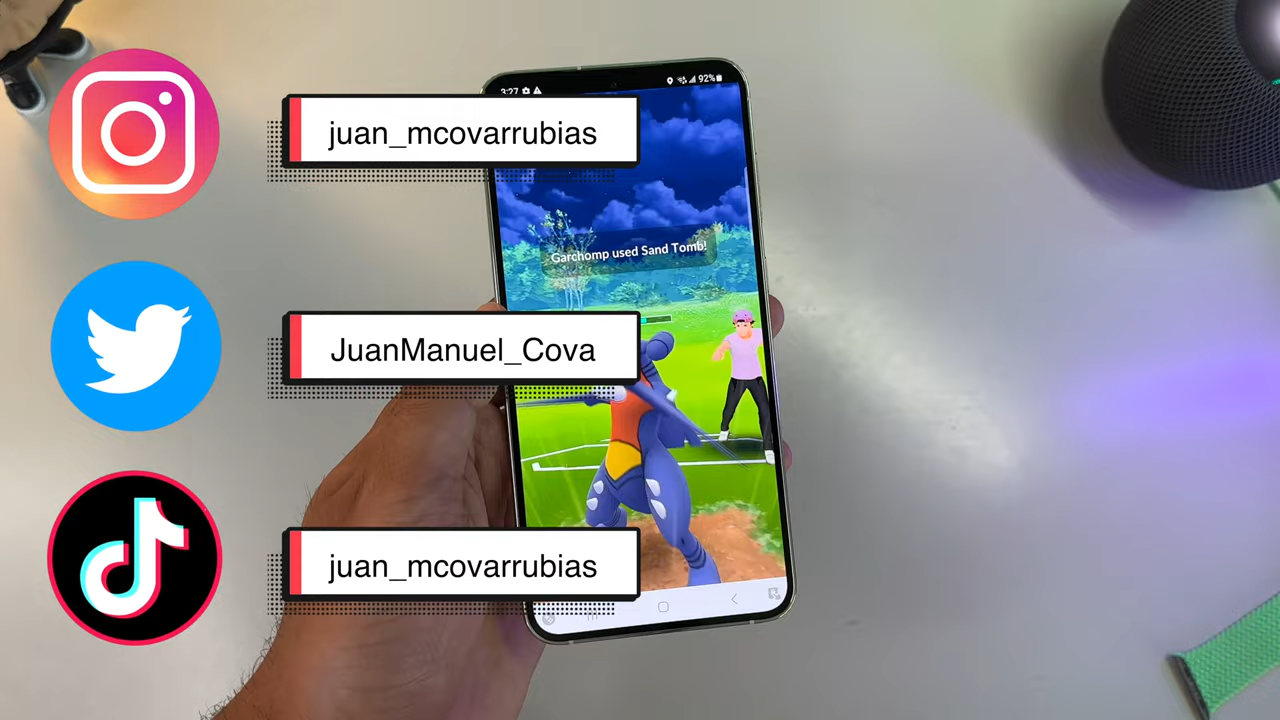 3:27
92%
juan_mcovarrubias
Garchomp used Sand Tomb!
JuanManuel_Cova
juan_mcovarrubias